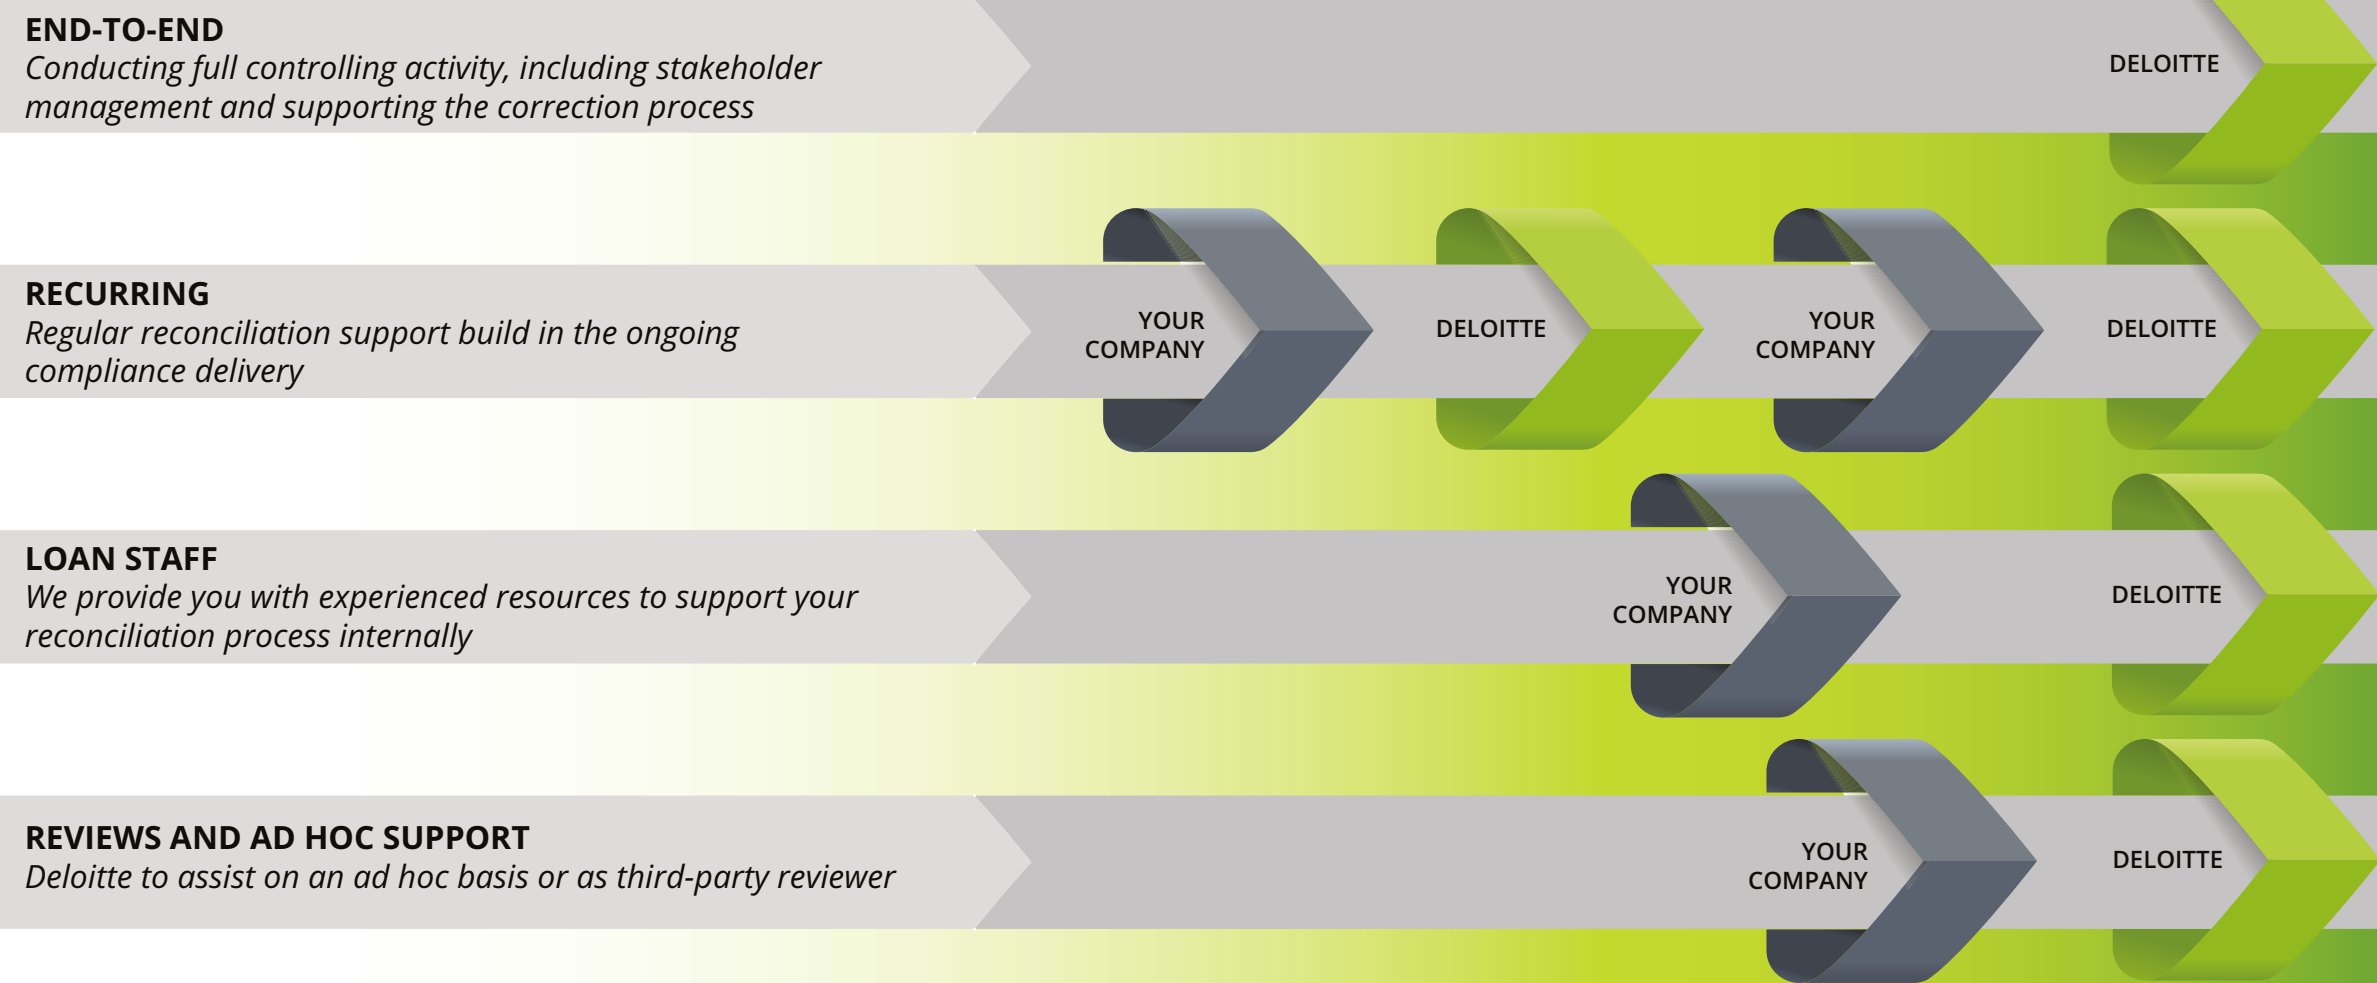 END-TO-END
Conducting full controlling activity, including stakeholder
management and supporting the correction process
DELOITTE
RECURRING
Regular reconciliation support build in the ongoing
compliance delivery
YOUR
COMPANY
DELOITTE
YOUR
COMPANY
DELOITTE
LOAN STAFF
We provide you with experienced resources to support your
reconciliation process internally
YOUR
COMPANY
DELOITTE
REVIEWS AND AD HOC SUPPORT
Deloitte to assist on an ad hoc basis or as third-party reviewer
YOUR
COMPANY
DELOITTE